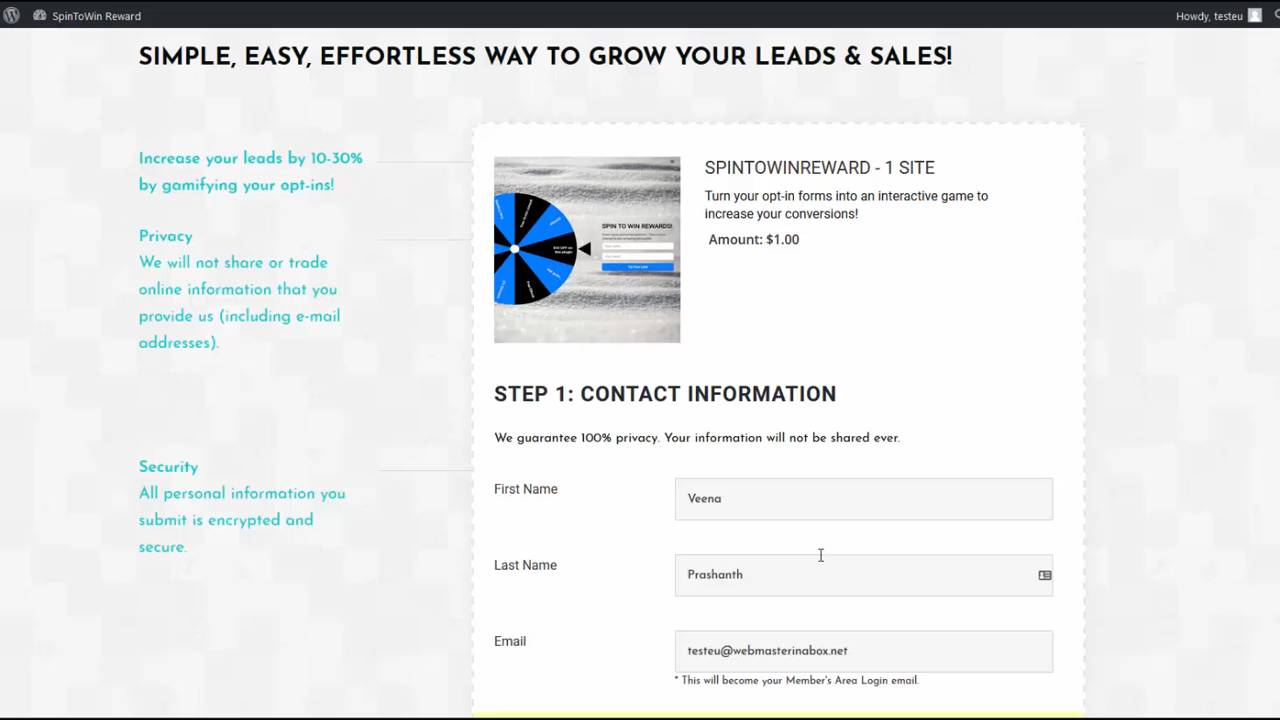 SpinToWin Reward
Howdy, testeu
SIMPLE, EASY, EFFORTLESS WAY TO GROW YOUR LEADS & SALES!
Increase your leads by 10-30%
by gamifying your opt-ins!
Privacy
We will not share or trade
online information that you
provide us (including e-mail
addresses).
Security
All personal information you
submit is encrypted and
secure.
SPIN TO WIN REWARDS!
SPINTOWINREWARD - 1 SITE
Turn your opt-in forms into an interactive game to
increase your conversions!
Amount: $1.00
STEP 1: CONTACT INFORMATION
We guarantee 100% privacy. Your information will not be shared ever.
First Name
Veena
Last Name
Prashanth
Email
testeu@webmasterinabox.net
* This will become your Member's Area Login email.